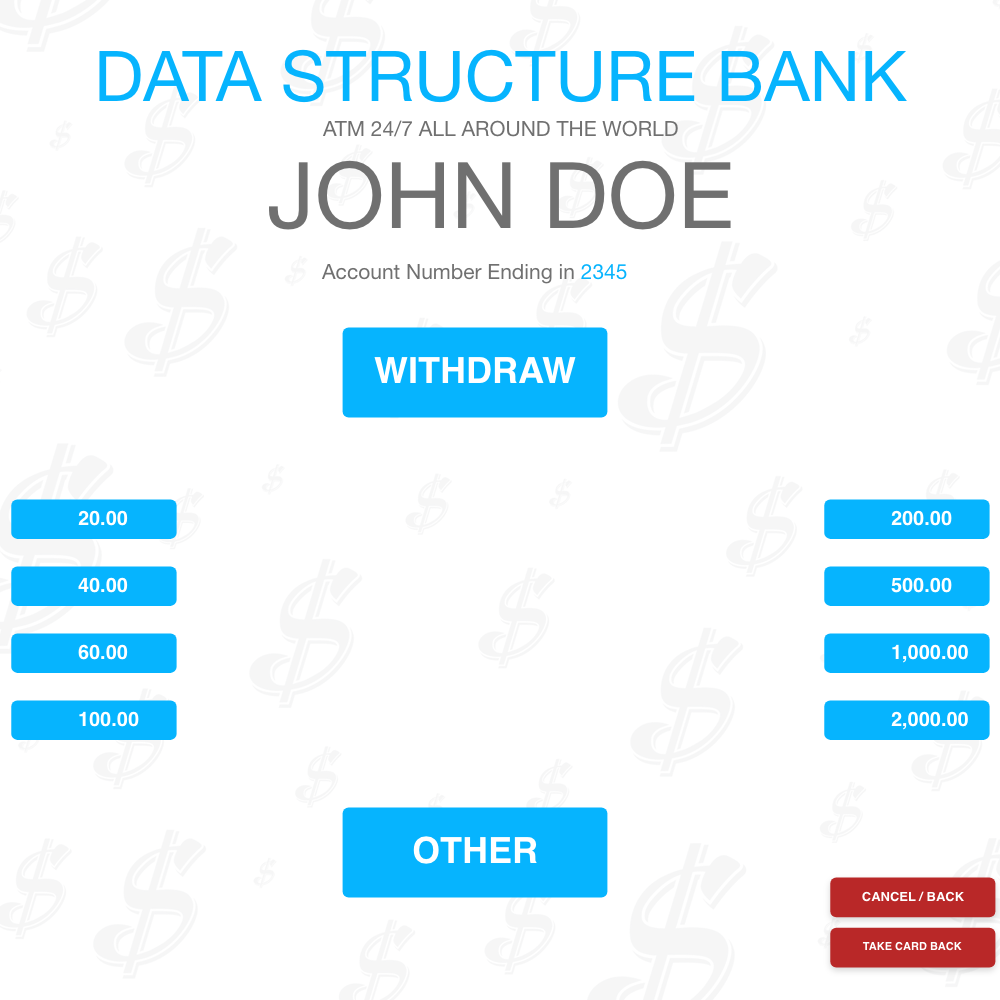 DATA STRUCTURE BANK
ATM 24/7 ALL AROUND THE WORLD
JOHN DOE
Account Number Ending in 2345
WITHDRAW
20.00
200.00
40.00
500.00
60.00
1,000.00
100.00
2,000.00
OTHER
CANCEL / BACK
TAKE CARD BACK